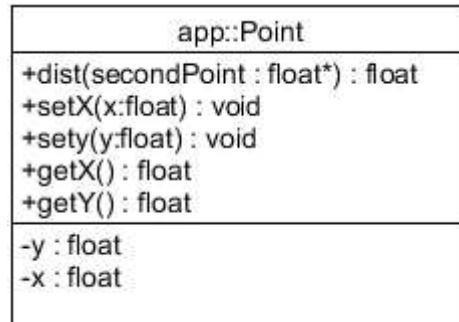 app::Point
+dist(secondPoint : float*) : float
+setX(x:float) : void
+sety(y:float) : void
+getX() : float
+getY() : float
-y : float
-x : float